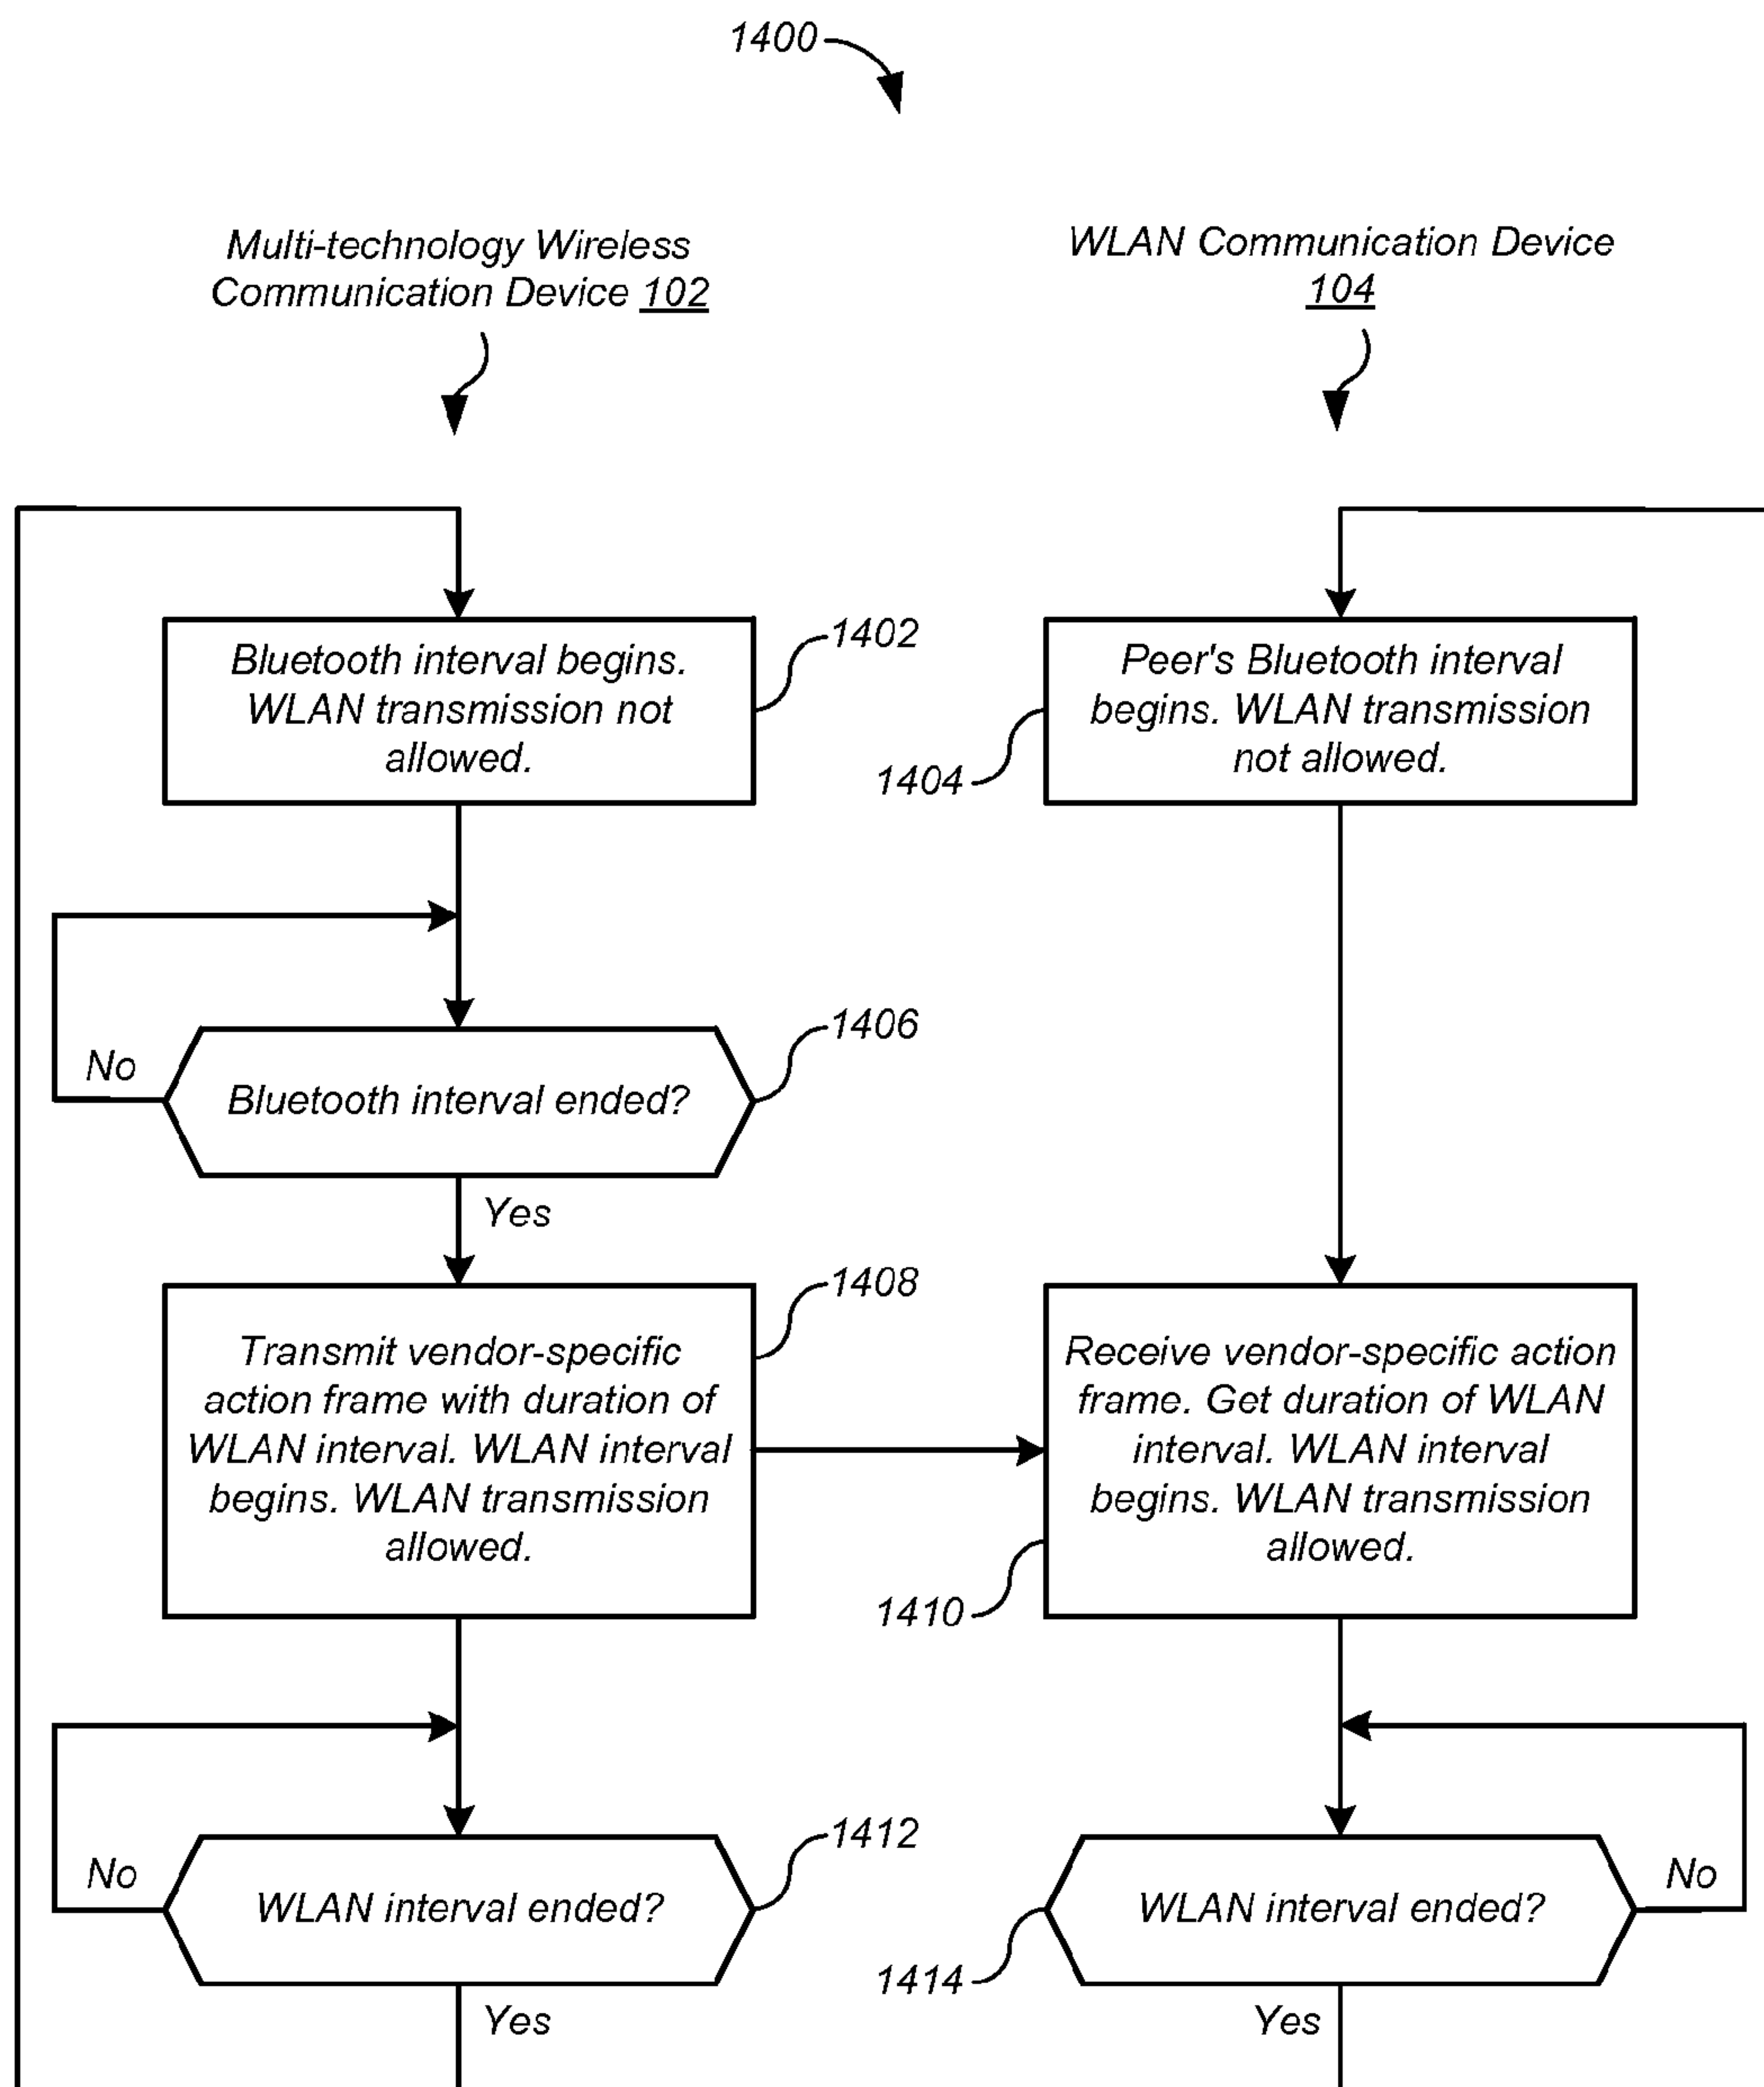 1400
Multi-technology Wireless
Communication Device 102
WLAN Communication Device
104
Bluetooth interval begins.
WLAN transmission not
allowed.
1402
Peer's Bluetooth interval
begins. WLAN transmission
not allowed.
1404
Bluetooth interval ended?
1406
No
Yes
Transmit vendor-specific
action frame with duration of
WLAN interval. WLAN interval
begins. WLAN transmission
allowed.
1408
Receive vendor-specific action
frame. Get duration of WLAN
interval. WLAN interval
begins. WLAN transmission
allowed.
1410
WLAN interval ended?
1412
No
Yes
WLAN interval ended?
1414
No
Yes